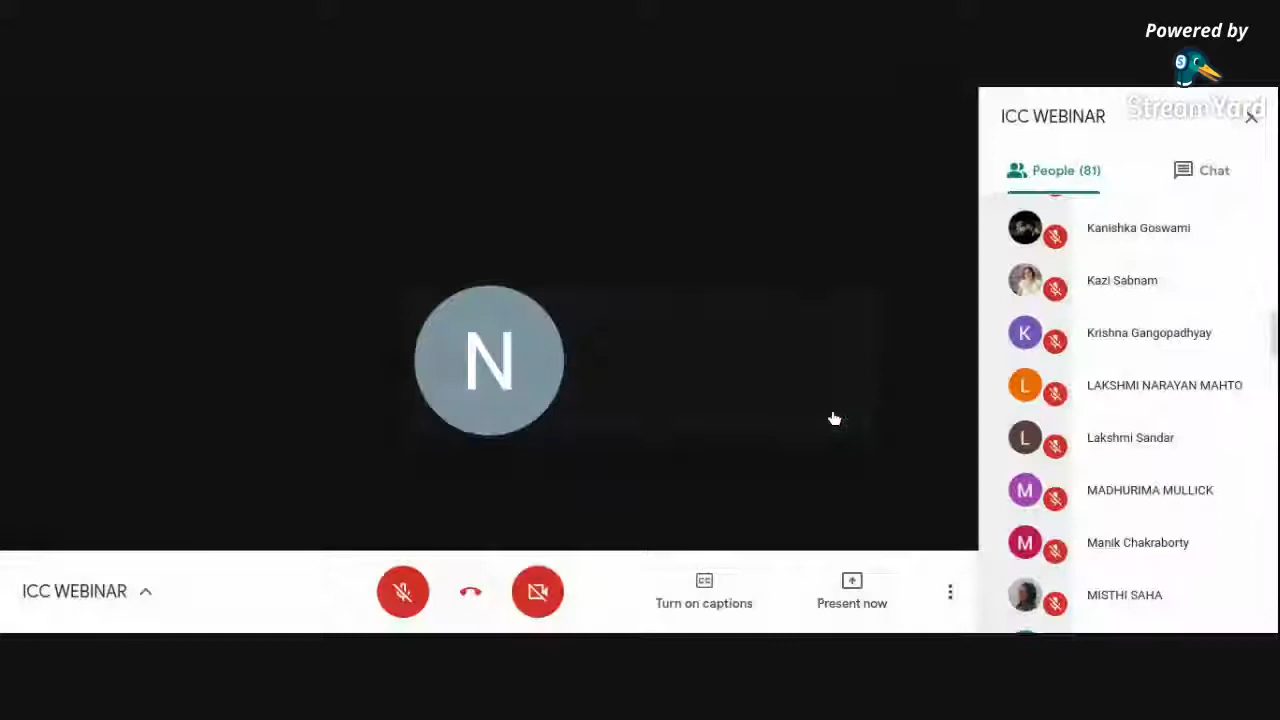 Powered by
S
StreamYard
ICC WEBINAR
People (81)
Chat
Kanishka Goswami
Kazi Sabnam
K
Krishna Gangopadhyay
L
LAKSHMI NARAYAN MAHTO
L
Lakshmi Sandar
M
MADHURIMA MULLICK
M
Manik Chakraborty
MISTHI SAHA
N
ICC WEBINAR
CC
Turn on captions
Present now